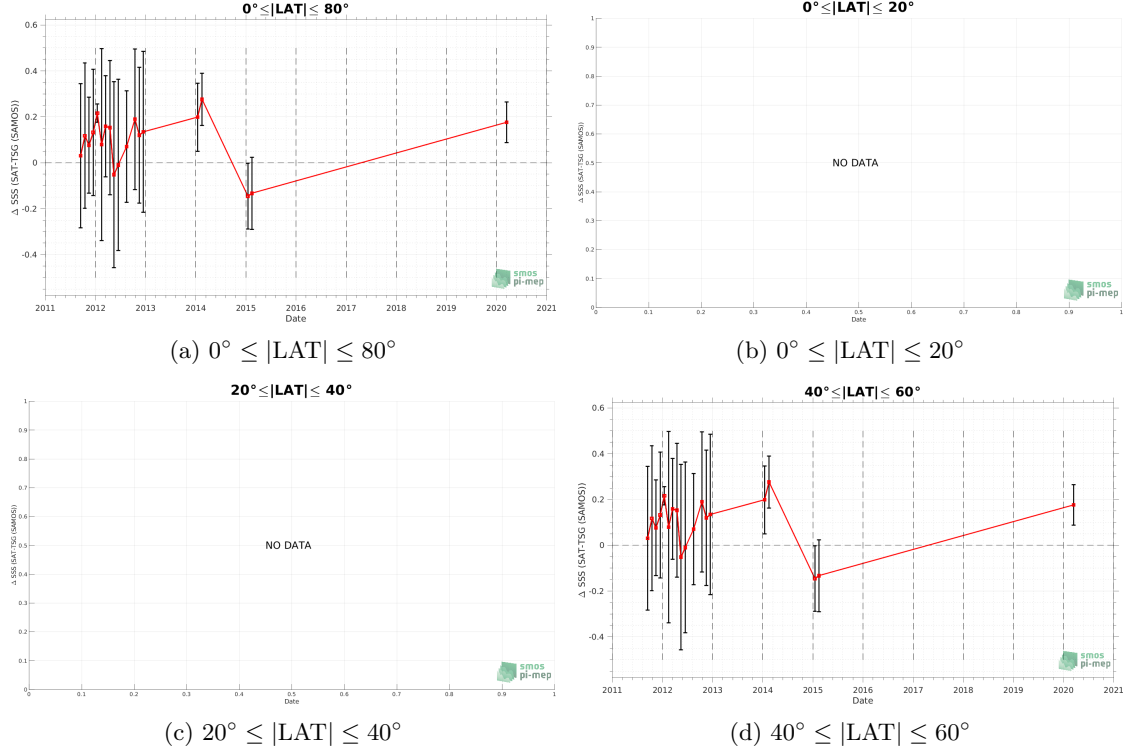 0°≤|LAT|≤ 80°
0.6
0.4
0.2
0
-0.2
-0.4
Δ SSS (SAT-TSG (SAMOS))
2011 2012 2013 2014 2015 2016 2017 2018 2019 2020 2021
Date
smos
pi-mep
(a) 0° ≤ |LAT| ≤ 80°
0°≤|LAT|≤ 20°
1
0.9
0.8
0.7
0.6
0.5
0.4
0.3
0.2
0.1
0
Δ SSS (SAT-TSG (SAMOS))
NO DATA
0 0.1 0.2 0.3 0.4 0.5 0.6 0.7 0.8 0.9 1
Date
smos
pi-mep
(b) 0° ≤ |LAT| ≤ 20°
20°≤|LAT|≤ 40°
1
0.9
0.8
0.7
0.6
0.5
0.4
0.3
0.2
0.1
0
Δ SSS (SAT-TSG (SAMOS))
NO DATA
0 0.1 0.2 0.3 0.4 0.5 0.6 0.7 0.8 0.9 1
Date
smos
pi-mep
(c) 20° ≤ |LAT| ≤ 40°
40°≤|LAT|≤ 60°
0.6
0.4
0.2
0
-0.2
-0.4
Δ SSS (SAT-TSG (SAMOS))
2011 2012 2013 2014 2015 2016 2017 2018 2019 2020 2021
Date
smos
pi-mep
(d) 40° ≤ |LAT| ≤ 60°